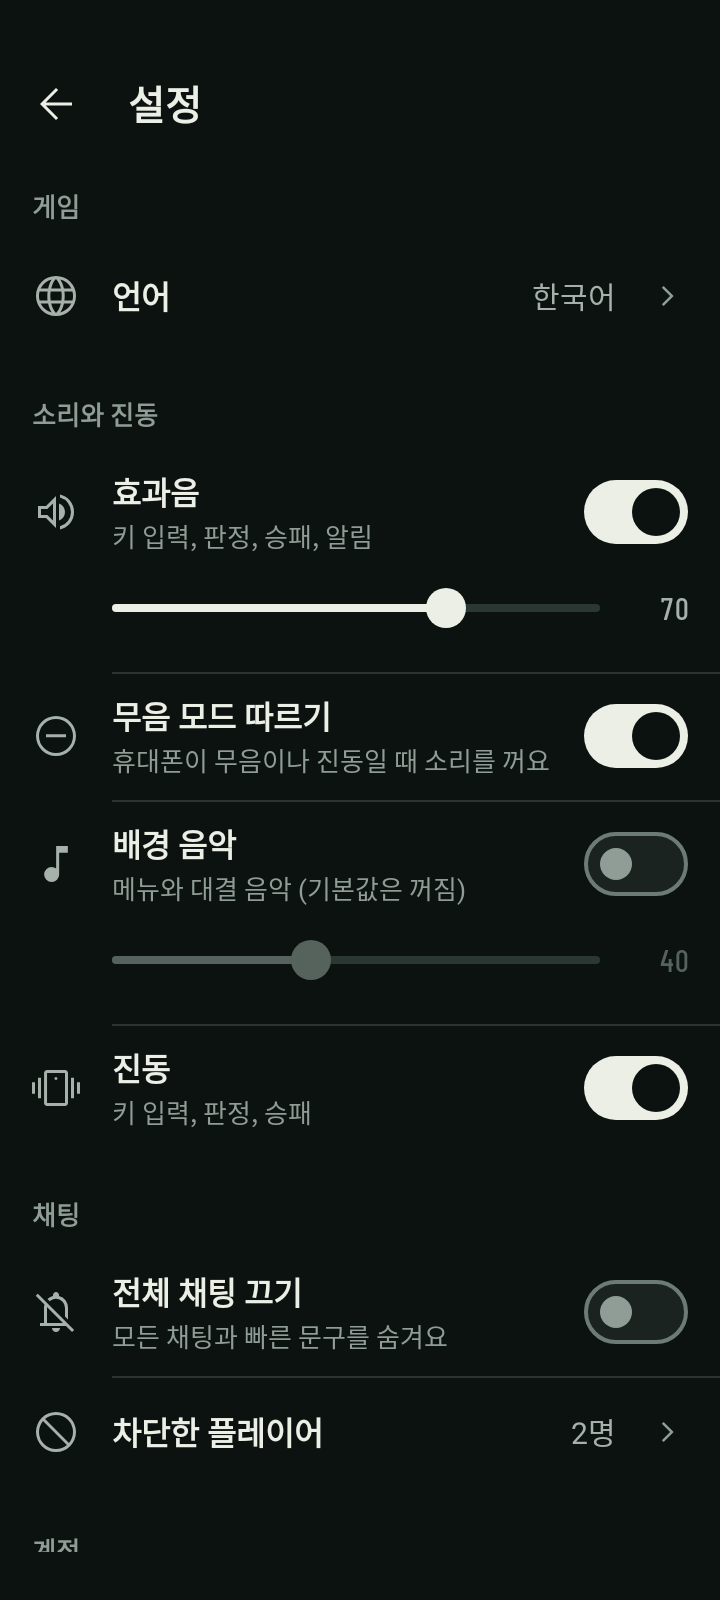 설정
게임
언어
한국어
소리와 진동
효과음
키 입력, 판정, 승패, 알림
70
무음 모드 따르기
휴대폰이 무음이나 진동일 때 소리를 꺼요
배경 음악
메뉴와 대결 음악 (기본값은 꺼짐)
40
진동
키 입력, 판정, 승패
채팅
전체 채팅 끄기
모든 채팅과 빠른 문구를 숨겨요
차단한 플레이어
2명
계정